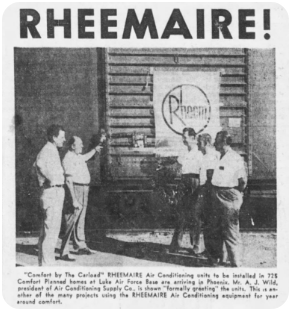 RHEEMAIRE!
Rheem
"Comfort by The Carload" RHEEMAIRE Air Conditioning units to be installed in 725
Comfort Planned homes at Luke Air Force Base are arriving in Phoenix. Mr. A. J. Wild,
president of Air Conditioning Supply Co., is shown "formally greeting" the units. This is an-
other of the many projects using the RHEEMAIRE Air Conditioning equipment for year
around comfort.